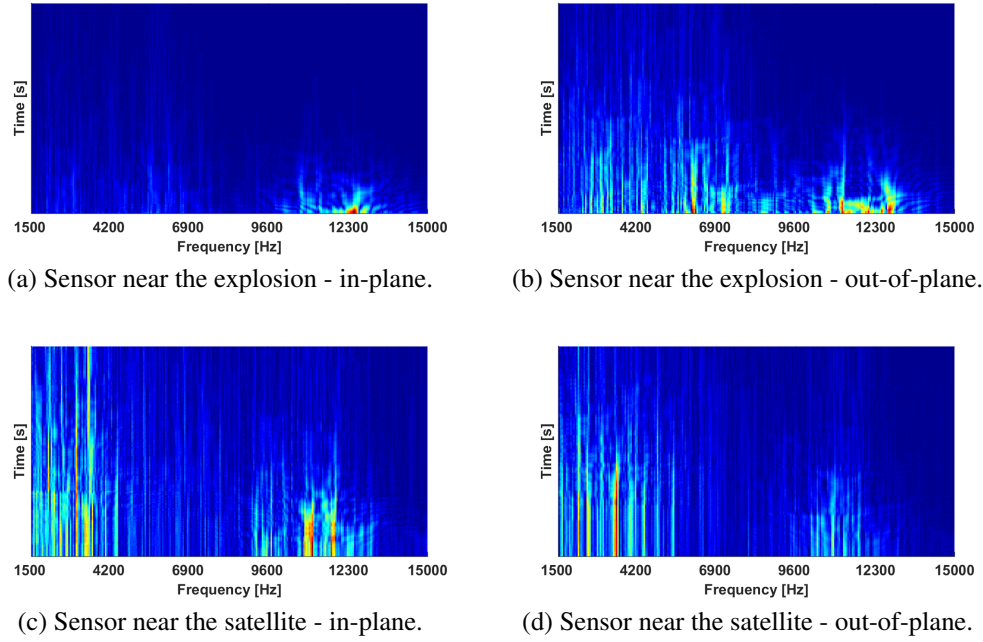 Time [s]
1500 4200 6900 9600 12300 15000
Frequency [Hz]
(a) Sensor near the explosion - in-plane.
Time [s]
1500 4200 6900 9600 12300 15000
Frequency [Hz]
(b) Sensor near the explosion - out-of-plane.
Time [s]
1500 4200 6900 9600 12300 15000
Frequency [Hz]
(c) Sensor near the satellite - in-plane.
Time [s]
1500 4200 6900 9600 12300 15000
Frequency [Hz]
(d) Sensor near the satellite - out-of-plane.